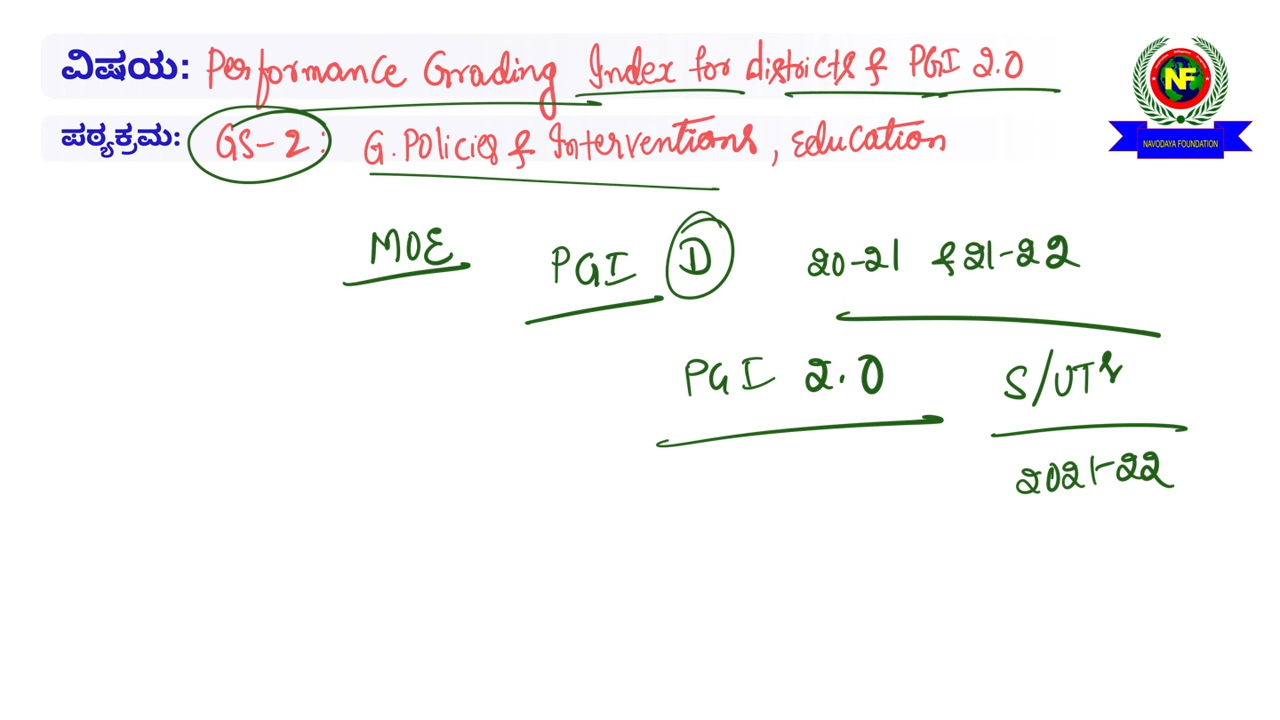 ವಿಷಯ: Performance Grading Index for districts & PGI 2.0
ಪಠ್ಯಕ್ರಮ: GS-2: G. Policies & Interventions, Education
NF
NAVODAYA FOUNDATION
MOE PGI D 20-21 & 21-22
PGI 2.0 S/UTs
2021-22